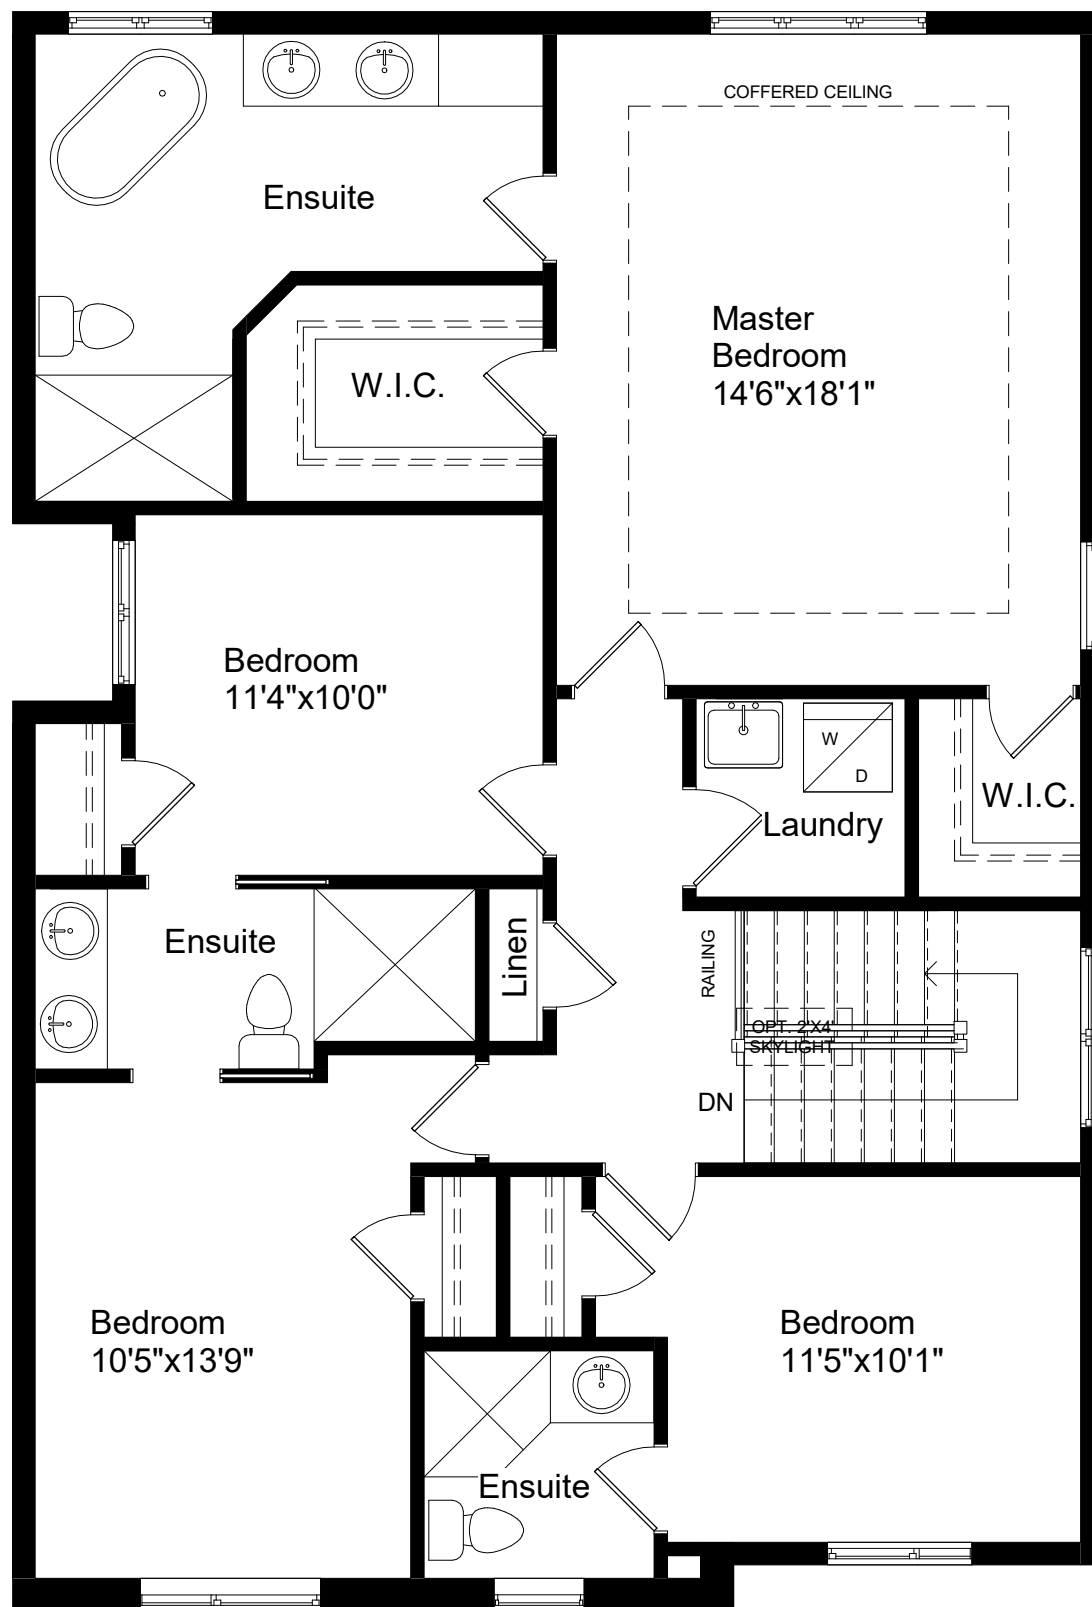 COFFERED CEILING
Ensuite
Master
Bedroom
14'6"x18'1"
W.I.C.
Bedroom
11'4"x10'0"
W
D
Laundry
W.I.C.
Ensuite
Linen
RAILING
OPT. 2'X4'
SKYLIGHT
DN
Bedroom
10'5"x13'9"
Bedroom
11'5"x10'1"
Ensuite